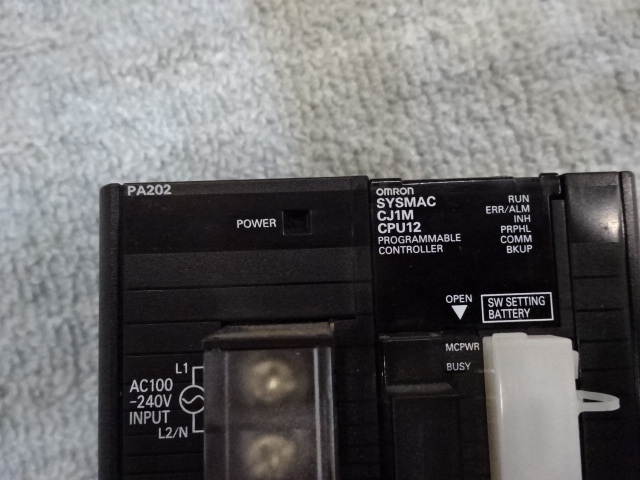 PA202
POWER
AC100
-240V
INPUT
L1
L2/N
OMRON
SYSMAC
CJ1M
CPU12
PROGRAMMABLE
CONTROLLER
RUN
ERR/ALM
INH
PRPHL
COMM
BKUP
OPEN
SW SETTING
BATTERY
MCPWR
BUSY